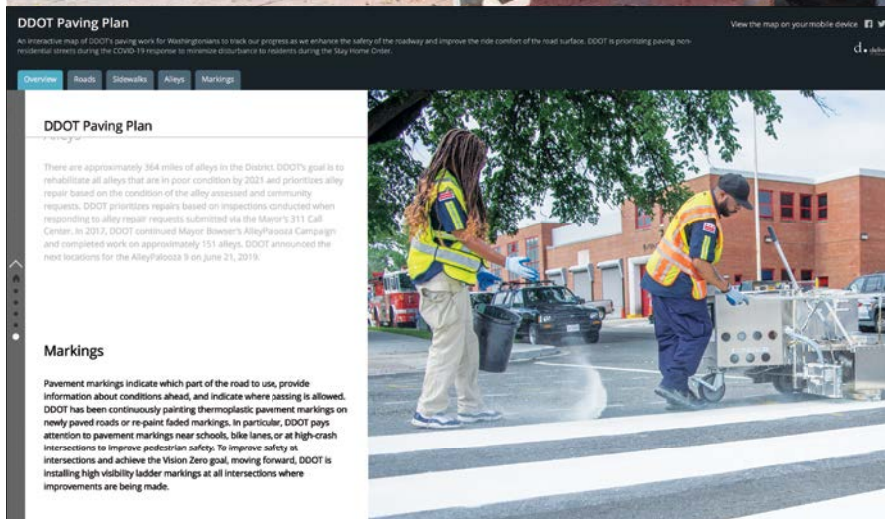 DDOT Paving Plan
View the map on your mobile device
An interactive map of DDOT's paving work for Washingtonians to track our progress as we enhance the safety of the roadway and improve the ride comfort of the road surface. DDOT is prioritizing paving non-
residential streets during the COVID-19 response to minimize disturbance to residents during the Stay Home Order.
d.
Overview
Roads
Sidewalks
Alleys
Markings
DDOT Paving Plan
Alleys
There are approximately 364 miles of alleys in the District. DDOT's goal is to
rehabilitate all alleys that are in poor condition by 2021 and prioritizes alley
repair based on the condition of the alley assessed and community
requests. DDOT prioritizes repairs based on inspections conducted when
responding to alley repair requests submitted via the Mayor's 311 Call
Center. In 2017, DDOT continued Mayor Bowser's AlleyPalooza Campaign
and completed work on approximately 151 alleys. DDOT announced the
next locations for the AlleyPalooza 9 on June 21, 2019.
Markings
Pavement markings indicate which part of the road to use, provide
information about conditions ahead, and indicate where passing is allowed.
DDOT has been continuously painting thermoplastic pavement markings on
newly paved roads or re-paint faded markings. In particular, DDOT pays
attention to pavement markings near schools, bike lanes, or at high-crash
intersections to improve pedestrian safety. To improve safety at
intersections and achieve the Vision Zero goal, moving forward, DDOT is
installing high visibility ladder markings at all intersections where
improvements are being made.